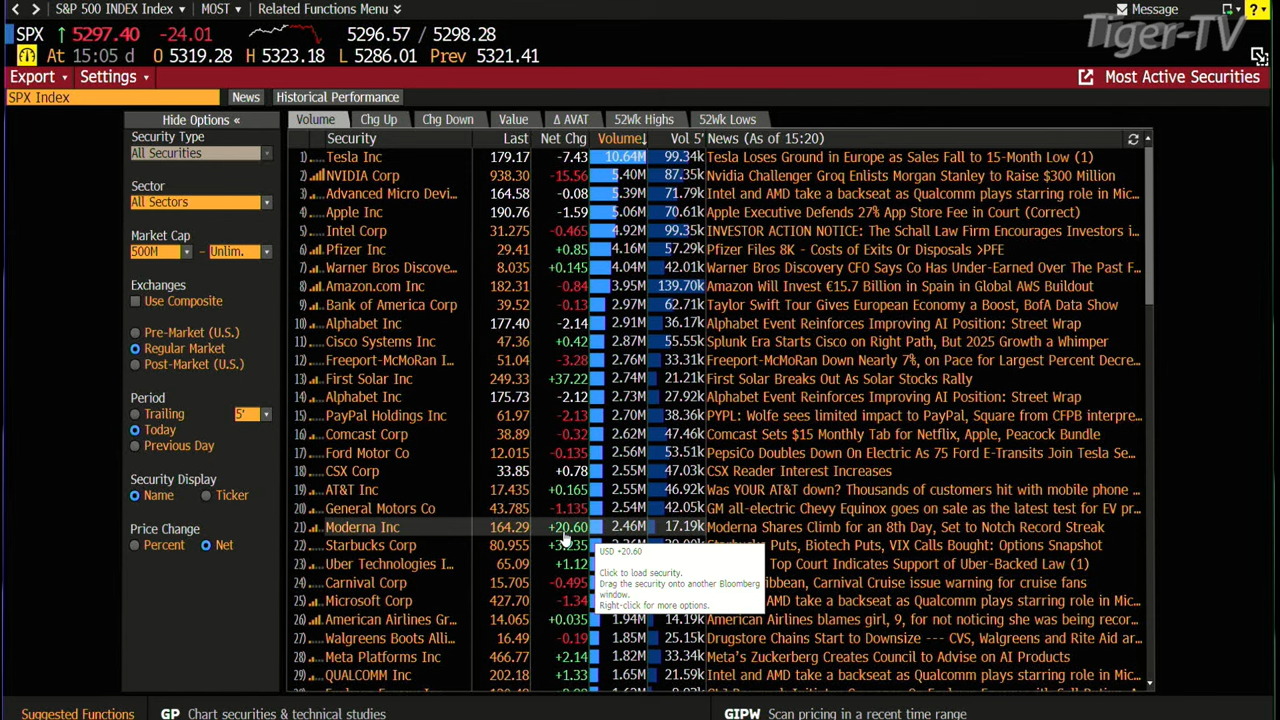 S&P 500 INDEX Index MOST Related Functions Menu Message
Tiger-TV
SPX 5297.40 -24.01 5296.57 / 5298.28
At 15:05 d O 5319.28 H 5323.18 L 5286.01 Prev 5321.41
Export Settings Most Active Securities
SPX Index News Historical Performance
Hide Options «
Security Type
All Securities
Sector
All Sectors
Market Cap
500M - Unlim.
Exchanges
Use Composite
Pre-Market (U.S.)
Regular Market
Post-Market (U.S.)
Period
Trailing 5'
Today
Previous Day
Security Display
Name Ticker
Price Change
Percent Net
Volume Chg Up Chg Down Value Δ AVAT 52Wk Highs 52Wk Lows
Security Last Net Chg Volume↓ Vol 5' News (As of 15:20)
1) Tesla Inc 179.17 -7.43 10.64M 99.34k Tesla Loses Ground in Europe as Sales Fall to 15-Month Low (1)
2) NVIDIA Corp 938.30 -15.56 5.40M 87.35k Nvidia Challenger Groq Enlists Morgan Stanley to Raise $300 Million
3) Advanced Micro Devi... 164.58 -0.08 5.39M 71.79k Intel and AMD take a backseat as Qualcomm plays starring role in M...
4) Apple Inc 190.76 -1.59 5.06M 70.61k Apple Executive Defends 27% App Store Fee in Court (Correct)
5) Intel Corp 31.275 -0.465 4.92M 99.35k INVESTOR ACTION NOTICE: The Schall Law Firm Encourages Investors i...
6) Pfizer Inc 29.41 +0.85 4.16M 57.29k Pfizer Files 8K - Costs of Exits Or Disposals >PFE
7) Warner Bros Discove... 8.035 +0.145 4.04M 42.01k Warner Bros Discovery CFO Says Co Has Under-Earned Over The Past F...
8) Amazon.com Inc 182.31 -0.84 3.95M 139.70k Amazon Will Invest €15.7 Billion in Spain in Global AWS Buildout
9) Bank of America Corp 39.52 -0.13 2.97M 62.71k Taylor Swift Tour Gives European Economy a Boost, BofA Data Show
10) Alphabet Inc 177.40 -2.14 2.91M 36.17k Alphabet Event Reinforces Improving AI Position: Street Wrap
11) Cisco Systems Inc 47.36 +0.42 2.87M 55.55k Splunk Era Starts Cisco on Right Path, But 2025 Growth a Whimper
12) Freeport-McMoRan I... 51.04 -3.28 2.76M 33.31k Freeport-McMoRan Down Nearly 7%, on Pace for Largest Percent Decre...
13) First Solar Inc 249.33 +37.22 2.74M 21.21k First Solar Breaks Out As Solar Stocks Rally
14) Alphabet Inc 175.73 -2.12 2.73M 27.92k Alphabet Event Reinforces Improving AI Position: Street Wrap
15) PayPal Holdings Inc 61.97 -2.13 2.70M 38.36k PYPL: Wolfe sees limited impact to PayPal, Square from CFPB interpre...
16) Comcast Corp 38.89 -0.32 2.62M 47.46k Comcast Sets $15 Monthly Tab for Netflix, Apple, Peacock Bundle
17) Ford Motor Co 12.015 -0.135 2.56M 53.51k PepsiCo Doubles Down On Electric As 75 Ford E-Transits Join Tesla Se...
18) CSX Corp 33.85 +0.78 2.55M 47.03k CSX Reader Interest Increases
19) AT&T Inc 17.435 +0.165 2.55M 46.92k Was YOUR AT&T down? Thousands of customers hit with mobile phone ...
20) General Motors Co 43.785 -1.135 2.54M 42.05k GM all-electric Chevy Equinox goes on sale as the latest test for EV pr...
21) Moderna Inc 164.29 +20.60 2.46M 17.19k Moderna Shares Climb for an 8th Day, Set to Notch Record Streak
22) Starbucks Corp 80.955 Puts, Biotech Puts, VIX Calls Bought: Options Snapshot
23) Uber Technologies I... 65.09 +1.12 Top Court Indicates Support of Uber-Backed Law (1)
24) Carnival Corp 15.705 -0.495 Carnival Cruise issue warning for cruise fans
25) Microsoft Corp 427.70 -1.34 Intel and AMD take a backseat as Qualcomm plays starring role in M...
26) American Airlines Gr... 14.065 +0.035 1.94M 14.19k American Airlines blames girl, 9, for not noticing she was being recor...
27) Walgreens Boots Alli... 16.49 -0.19 1.85M 25.15k Drugstore Chains Start to Downsize --- CVS, Walgreens and Rite Aid ar...
28) Meta Platforms Inc 466.77 +2.14 1.82M 33.34k Meta's Zuckerberg Creates Council to Advise on AI Products
29) QUALCOMM Inc 202.18 +1.33 1.65M 21.59k Intel and AMD take a backseat as Qualcomm plays starring role in M...
USD +20.60
Click to load security.
Drag the security onto another Bloomberg
window.
Right-click for more options.
Suggested Functions GP Chart securities & technical studies GIPW Scan pricing in a recent time range